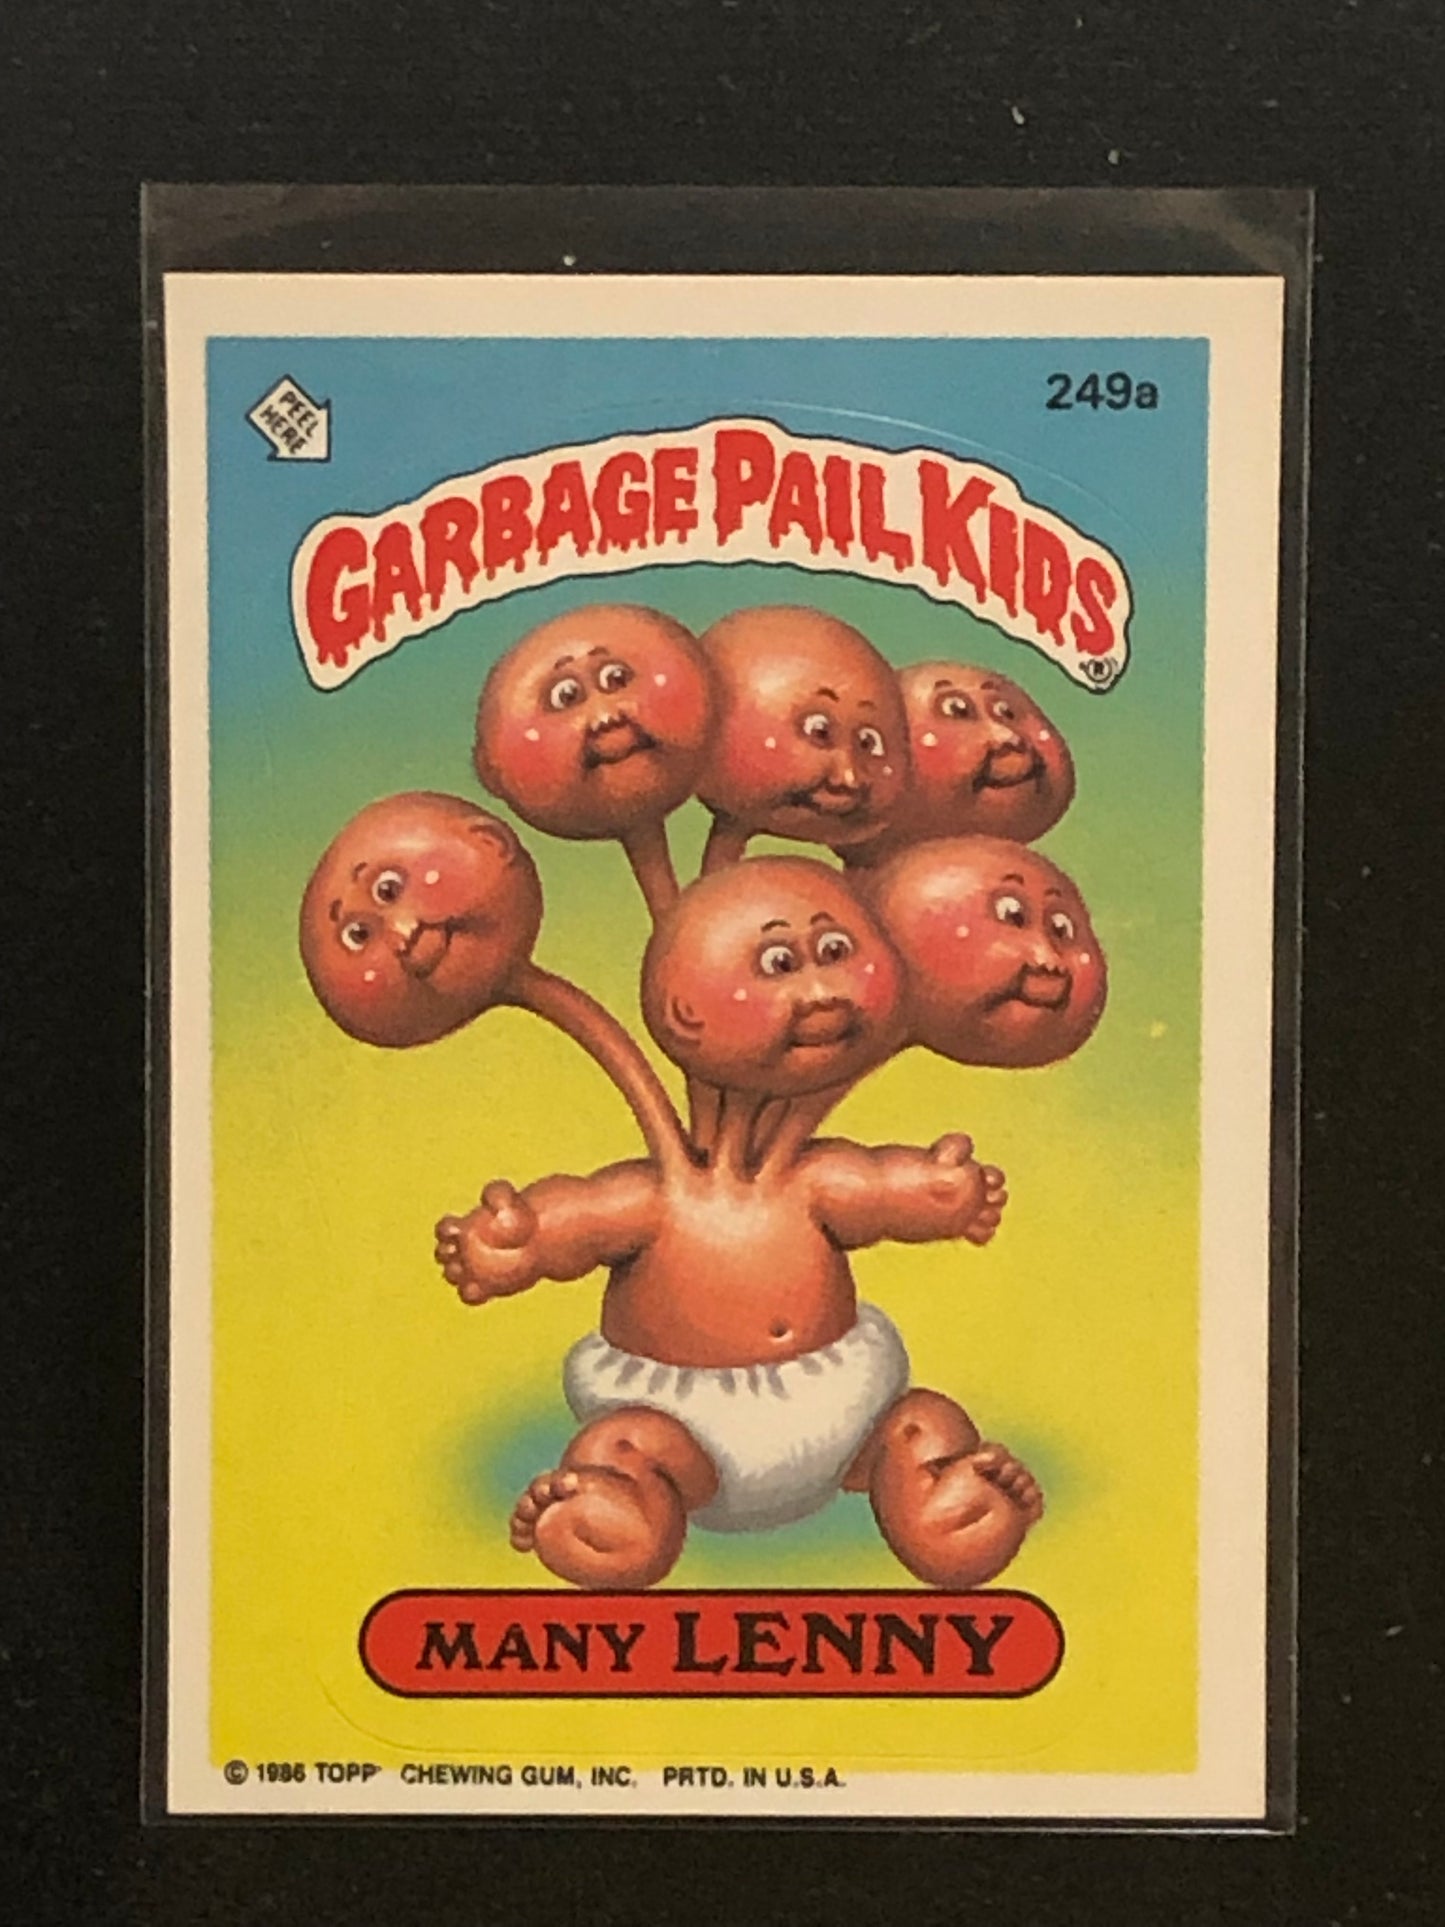 PEEL
HERE
249a
GARBAGE PAIL KIDS
®
MANY LENNY
© 1986 TOPP CHEWING GUM, INC. PRTD. IN U.S.A.